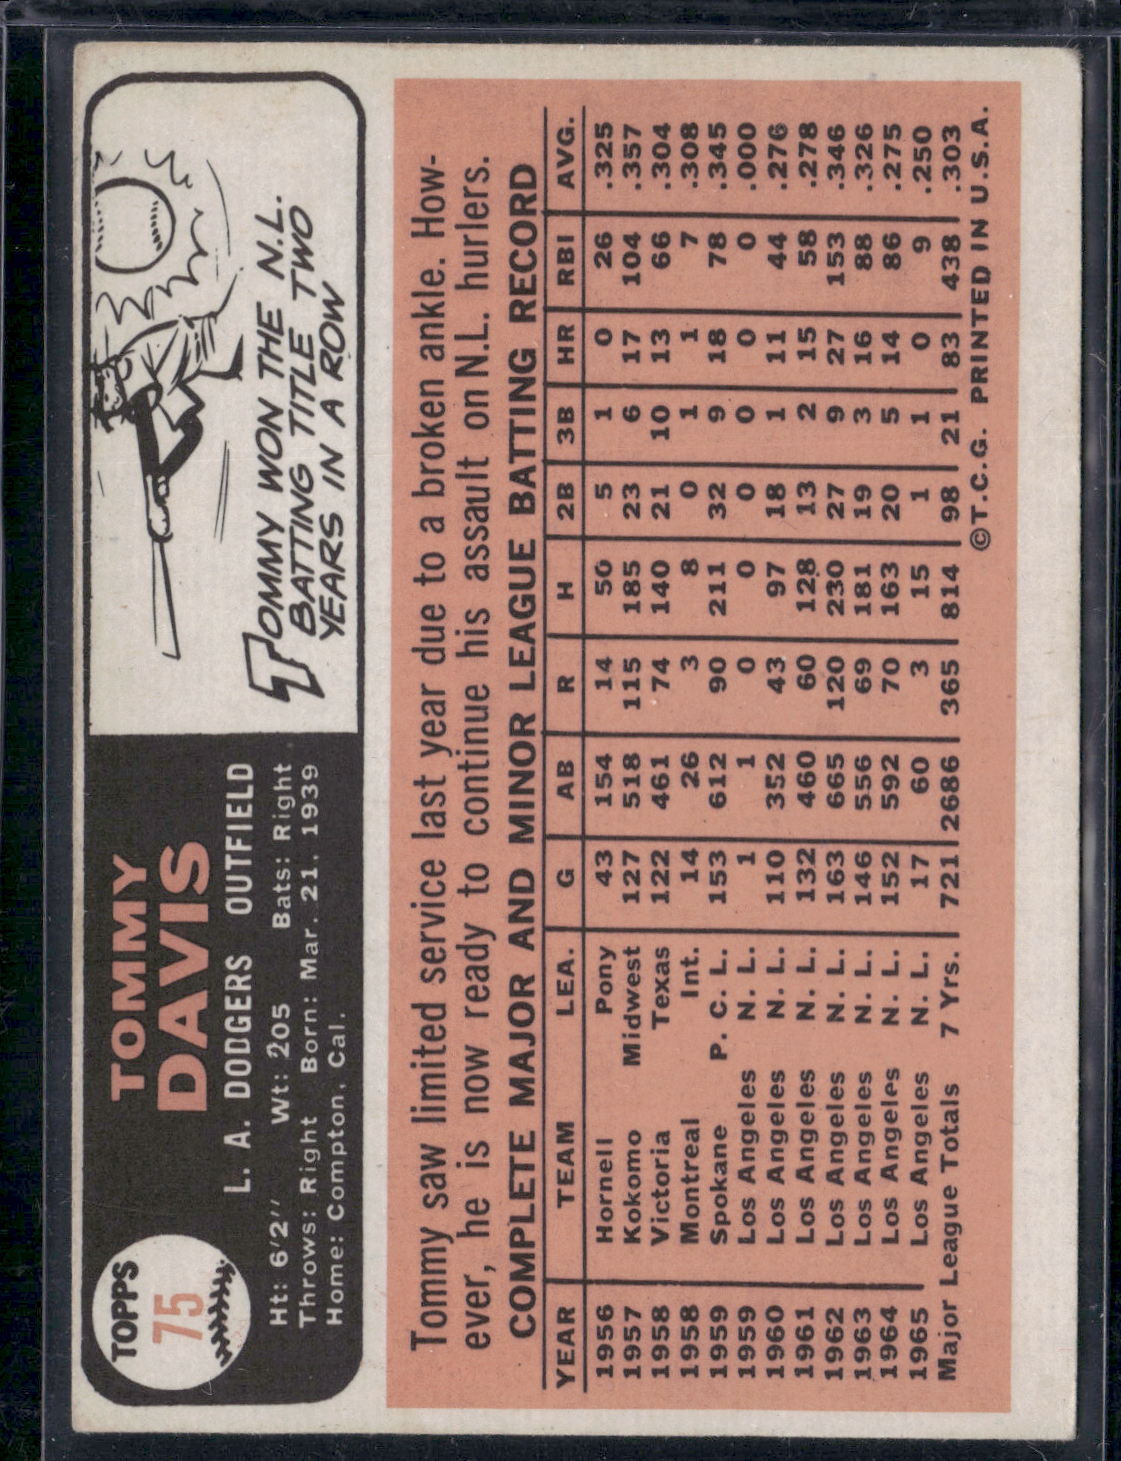 TOPPS
75
TOMMY
DAVIS
L. A. DODGERS OUTFIELD
Ht: 6'2" Wt: 205 Bats: Right
Throws: Right Born: Mar. 21. 1939
Home: Compton, Cal.
TOMMY WON THE N.L.
BATTING TITLE TWO
YEARS IN A ROW
Tommy saw limited service last year due to a broken ankle. How-
ever, he is now ready to continue his assault on N.L. hurlers.
COMPLETE MAJOR AND MINOR LEAGUE BATTING RECORD
YEAR TEAM LEA. G AB R H 2B 3B HR RBI AVG.
1956 Hornell Pony 43 154 14 50 5 1 0 26 .325
1957 Kokomo Midwest 127 518 115 185 23 6 17 104 .357
1958 Victoria Texas 122 461 74 140 21 10 13 66 .304
1958 Montreal Int. 14 26 3 8 0 1 1 7 .308
1959 Spokane P. C. L. 153 612 90 211 32 9 18 78 .345
1959 Los Angeles N. L. 1 1 0 0 0 0 0 0 .000
1960 Los Angeles N. L. 110 352 43 97 18 1 11 44 .276
1961 Los Angeles N. L. 132 460 60 128 13 2 15 58 .278
1962 Los Angeles N. L. 163 665 120 230 27 9 27 153 .346
1963 Los Angeles N. L. 146 556 69 181 19 3 16 88 .326
1964 Los Angeles N. L. 152 592 70 163 20 5 14 86 .275
1965 Los Angeles N. L. 17 60 3 15 1 1 0 9 .250
Major League Totals 7 Yrs. 721 2686 365 814 98 21 83 438 .303
©T.C.G. PRINTED IN U.S.A.